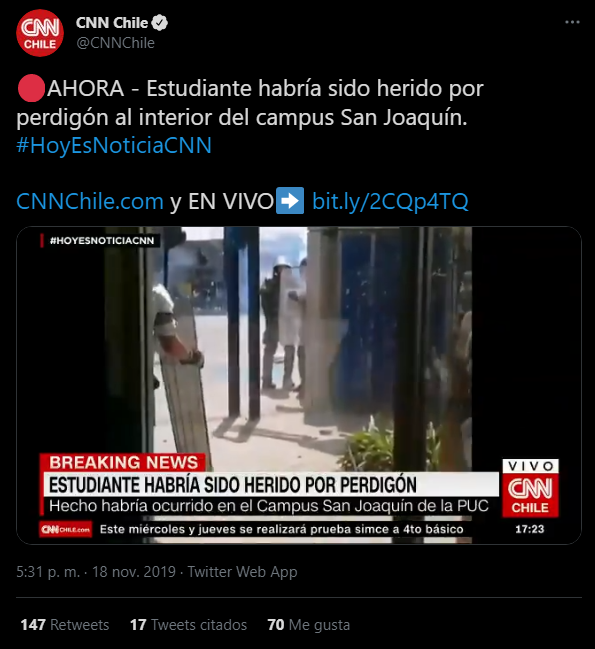 CNN Chile
@CNNChile
🔴AHORA - Estudiante habría sido herido por
perdigón al interior del campus San Joaquín.
#HoyEsNoticiaCNN
CNNChile.com y EN VIVO➡️ bit.ly/2CQp4TQ
#HOYESNOTICIACNN
BREAKING NEWS
ESTUDIANTE HABRÍA SIDO HERIDO POR PERDIGÓN
Hecho habría ocurrido en el Campus San Joaquín de la PUC
VIVO
CNN
CHILE
CNNCHILE.com Este miércoles y jueves se realizará prueba simce a 4to básico
17:23
5:31 p. m. · 18 nov. 2019 · Twitter Web App
147 Retweets 17 Tweets citados 70 Me gusta